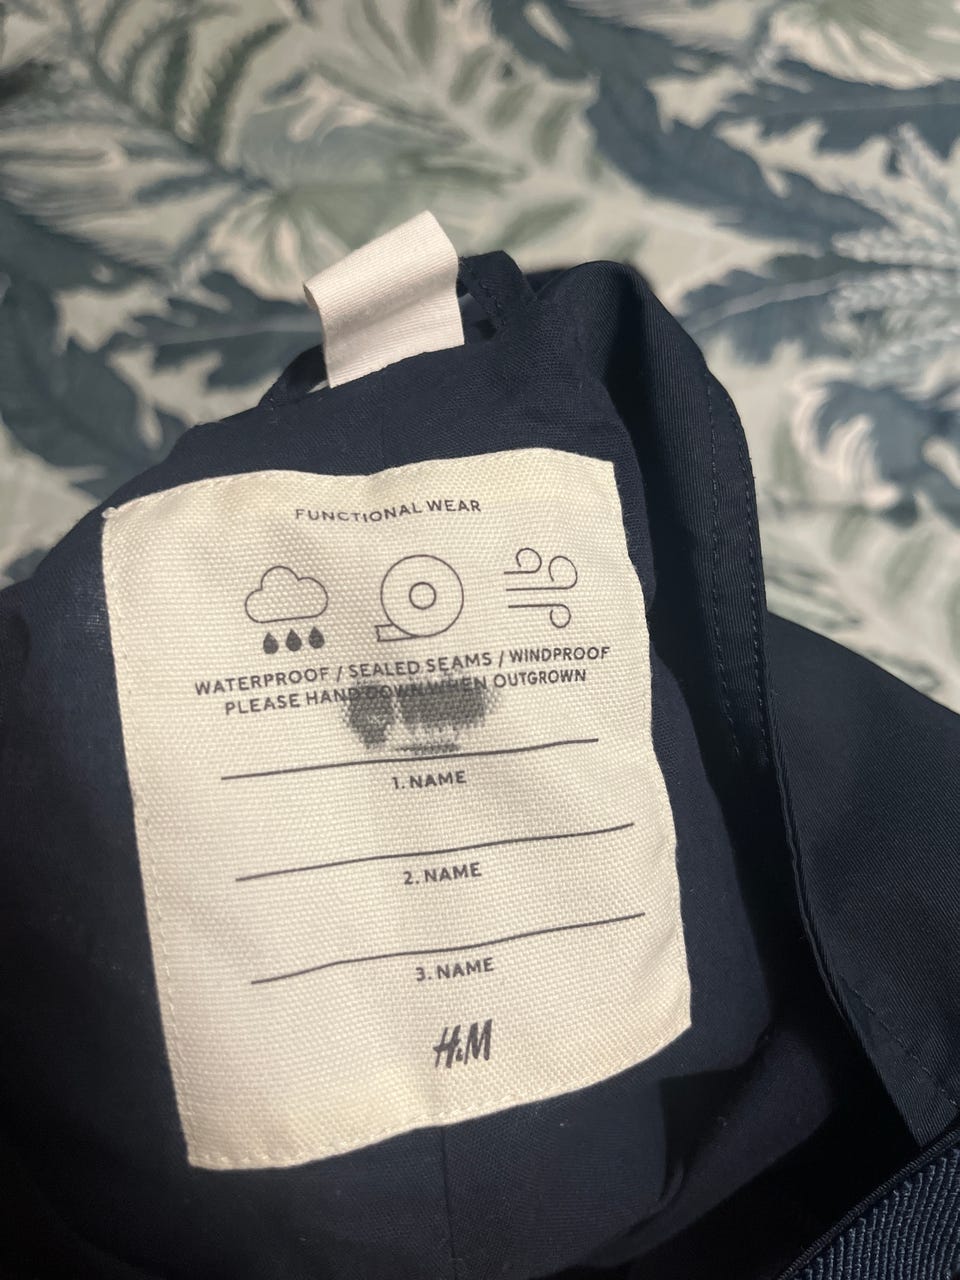 FUNCTIONAL WEAR
WATERPROOF / SEALED SEAMS / WINDPROOF
PLEASE HAND DOWN WHEN OUTGROWN
1. NAME
2. NAME
3. NAME
H&M